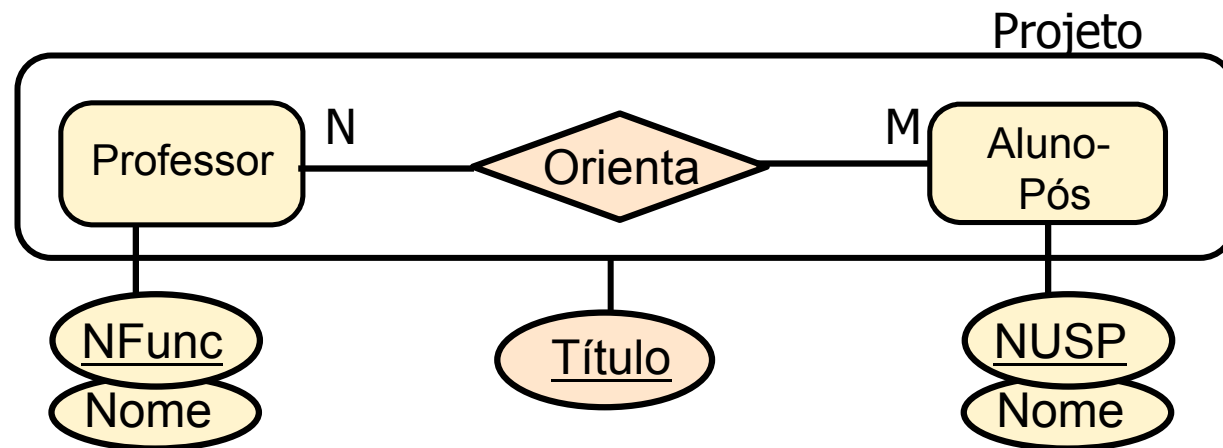 Projeto
Professor
N
Orienta
M
Aluno-
Pós
NFunc
Nome
Título
NUSP
Nome